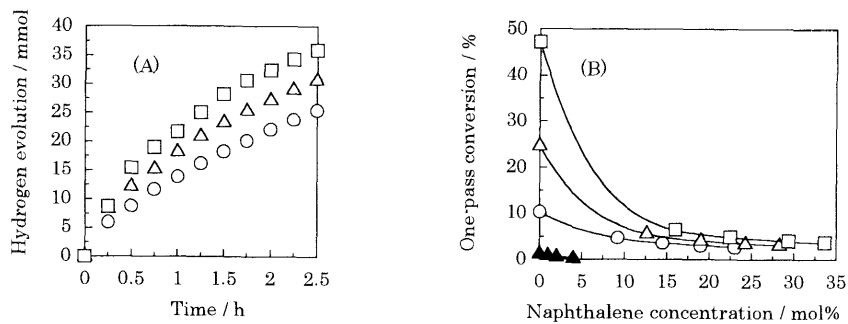 (A)
Hydrogen evolution / mmol
40
35
30
25
20
15
10
5
0
0 0.5 1 1.5 2 2.5
Time / h
(B)
One-pass conversion / %
50
40
30
20
10
0
0 5 10 15 20 25 30 35
Naphthalene concentration / mol%